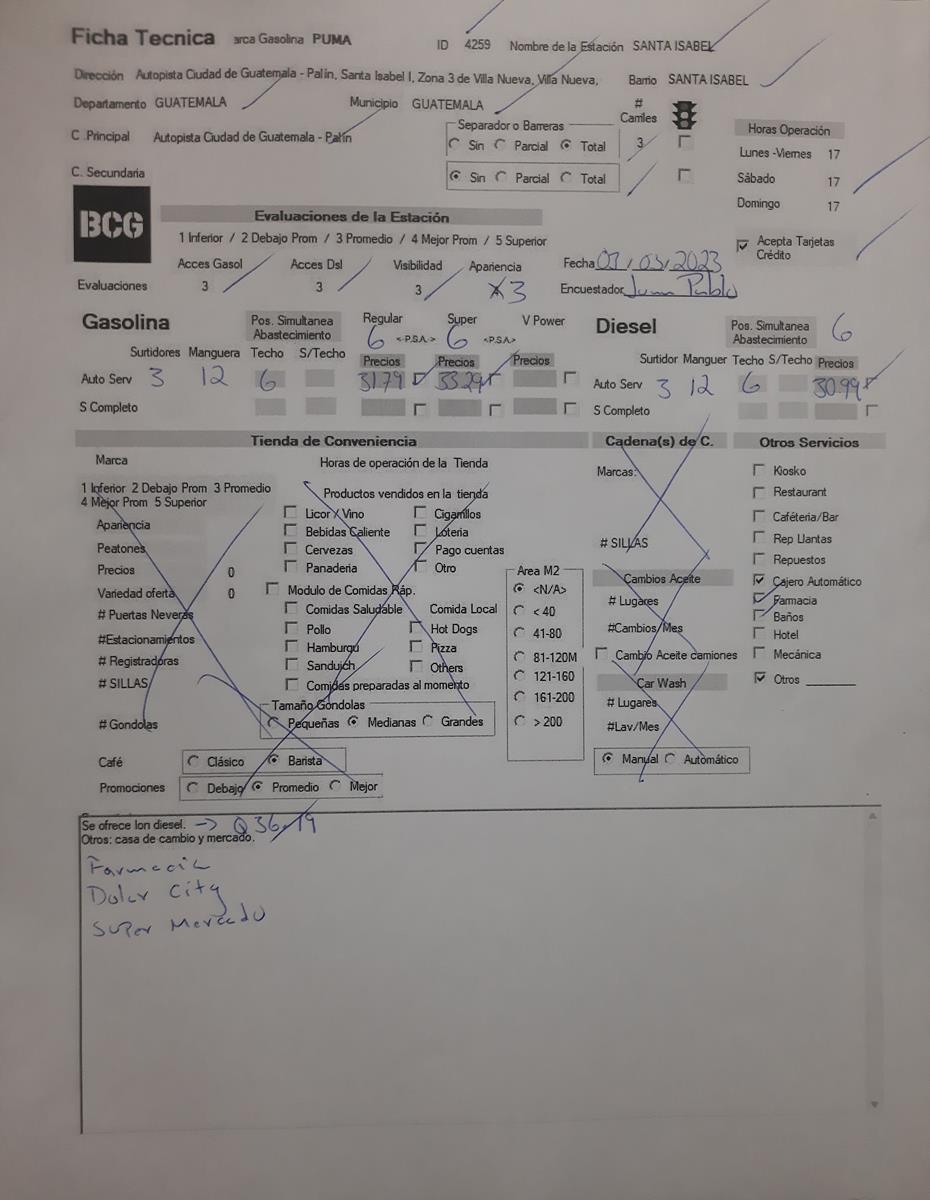 Ficha Tecnica arca Gasolina PUMA ID 4259 Nombre de la Estación SANTA ISABEL
Dirección Autopista Ciudad de Guatemala - Palín, Santa Isabel I, Zona 3 de Villa Nueva, Villa Nueva, Barrio SANTA ISABEL
Departamento GUATEMALA Municipio GUATEMALA # Carriles
C Principal Autopista Ciudad de Guatemala - Palín Separador o Barreras Horas Operación
Sin Parcial Total 3 Lunes -Viernes 17
C. Secundaria Sin Parcial Total Sàbado 17
Domingo 17
BCG
Evaluaciones de la Estación
1 Inferior / 2 Debajo Prom / 3 Promedio / 4 Mejor Prom / 5 Superior Acepta Tarjetas Crédito
Acces Gasol Acces Dsl Visibilidad Apariencia Fecha 07/03/2023
Evaluaciones 3 3 3 3 Encuestador Juan Pablo
Gasolina Pos. Simultanea Abastecimiento Regular Super V Power Diesel Pos. Simultanea Abastecimiento 6
6 <-P.S.A.-> 6 <-P.S.A.->
Surtidores Manguera Techo S/Techo Precios Precios Precios Surtidor Manguer Techo S/Techo Precios
Auto Serv 3 12 6 31.79 33.29 Auto Serv 3 12 6 30.99
S Completo S Completo
Tienda de Conveniencia Cadena(s) de C. Otros Servicios
Marca Horas de operación de la Tienda Marcas: Kiosko
1 Inferior 2 Debajo Prom 3 Promedio Productos vendidos en la tienda Restaurant
4 Mejor Prom 5 Superior Licor / Vino Cigarrillos Caféteria/Bar
Apariencia Bebidas Caliente Loteria Rep Llantas
Peatones Cervezas Pago cuentas # SILLAS Repuestos
Precios 0 Panaderia Otro Area M2 Cambios Aceite Cajero Automático
Variedad oferta 0 Modulo de Comidas Ráp. <N/A> # Lugares Farmacia
# Puertas Neveras Comidas Saludable Comida Local < 40 Baños
#Estacionamientos Pollo Hot Dogs 41-80 #Cambios/Mes Hotel
# Registradoras Hamburgu Pizza 81-120M Cambio Aceite camiones Mecánica
# SILLAS Sanduich Others 121-160 Car Wash Otros
Comidas preparadas al momento 161-200 # Lugares
Tamaño Góndolas
# Gondolas Pequeñas Medianas Grandes > 200 #Lav/Mes
Café Clásico Barista Manual Automático
Promociones Debajo Promedio Mejor
Se ofrece Ion diesel. -> Q36.19
Otros: casa de cambio y mercado.
Farmacia
Dolar City
Super Mercado